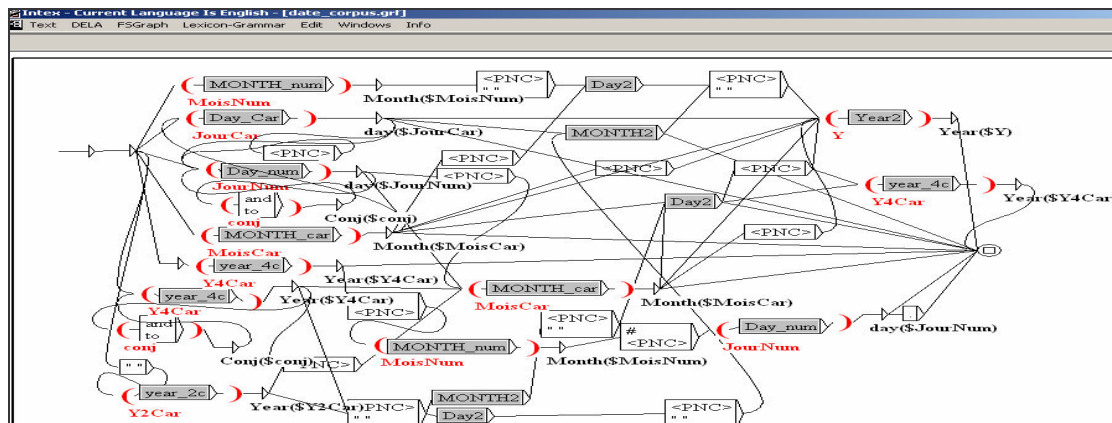 Intex - Current Language Is English - [date_corpus.grf]
Text DELA FSGraph Lexicon-Grammar Edit Windows Info
MONTH_num
MoisNum
Month($MoisNum)
<PNC>
" "
Day2
<PNC>
" "
Day_Car
JourCar
day($JourCar)
MONTH2
Year2
Y
Year($Y)
<PNC>
<PNC>
Day_num
JourNum
day($JourNum)
<PNC>
<PNC>
<PNC>
year_4c
Y4Car
Year($Y4Car
and
to
conj
Conj($conj)
Day2
MONTH_car
MoisCar
Month($MoisCar)
<PNC>
year_4c
Y4Car
Year($Y4Car)
year_4c
Y4Car
Year($Y4Car)
<PNC>
MONTH_car
MoisCar
Month($MoisCar)
and
to
conj
Conj($conj)
<PNC>
" "
#
<PNC>
Day_num
JourNum
day($JourNum)
.
MONTH_num
MoisNum
Month($MoisNum)
PNC>
" "
year_2c
Y2Car
Year($Y2Car)
PNC>
" "
MONTH2
Day2
<PNC>
" "